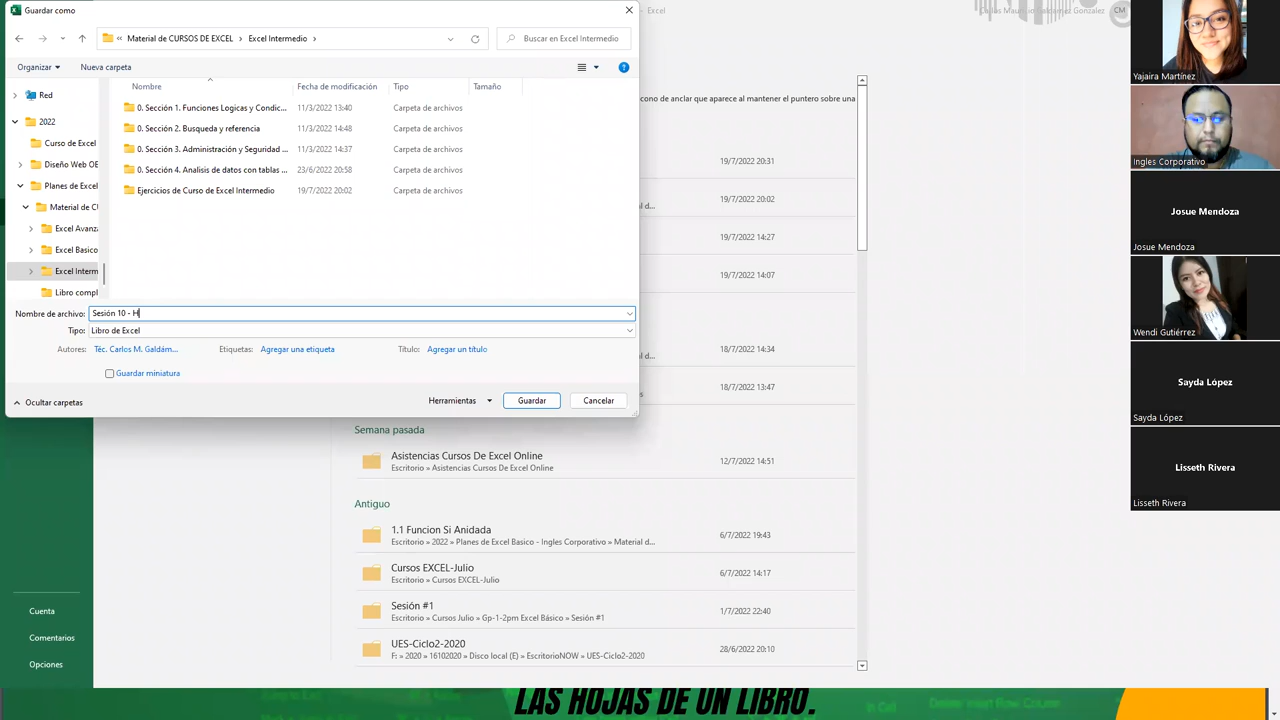 Guardar como
Dallas Mauricio Galdámez Gonzalez
CM
Excel
Material de CURSOS DE EXCEL
Excel Intermedio
Buscar en Excel Intermedio
Organizar
Nueva carpeta
Nombre
Fecha de modificación
Tipo
Tamaño
Red
2022
Curso de Excel
Diseño Web OE
Planes de Excel
Material de CU
Excel Avanza
Excel Basico
Excel Interm
Libro compl
0. Sección 1. Funciones Logicas y Condic... 11/3/2022 13:40 Carpeta de archivos
0. Sección 2. Busqueda y referencia 11/3/2022 14:48 Carpeta de archivos
0. Sección 3. Administración y Seguridad ... 11/3/2022 14:37 Carpeta de archivos
0. Sección 4. Analisis de datos con tablas ... 23/6/2022 20:58 Carpeta de archivos
Ejercicios de Curso de Excel Intermedio 19/7/2022 20:02 Carpeta de archivos
Nombre de archivo: Sesión 10 - H
Tipo: Libro de Excel
Autores: Téc. Carlos M. Galdám...
Etiquetas: Agregar una etiqueta
Título: Agregar un título
Guardar miniatura
Ocultar carpetas
Herramientas
Guardar
Cancelar
cono de anclar que aparece al mantener el puntero sobre una
19/7/2022 20:31
l d... 19/7/2022 20:02
19/7/2022 14:27
19/7/2022 14:07
18/7/2022 14:34
18/7/2022 13:47
Semana pasada
Asistencias Cursos De Excel Online 12/7/2022 14:51
Escritorio » Asistencias Cursos De Excel Online
Antiguo
1.1 Funcion Si Anidada 6/7/2022 19:43
Escritorio » 2022 » Planes de Excel Basico - Ingles Corporativo » Material d...
Cursos EXCEL-Julio 6/7/2022 14:17
Escritorio » Cursos EXCEL-Julio
Sesión #1 1/7/2022 22:40
Escritorio » Cursos Julio » Gp-1-2pm Excel Básico » Sesión #1
UES-Ciclo2-2020 28/6/2022 20:10
F: » 2020 » 16102020 » Disco local (E) » EscritorioNOW » UES-Ciclo2-2020
Cuenta
Comentarios
Opciones
LAS HOJAS DE UN LIBRO.
Yajaira Martínez
Ingles Corporativo
Josue Mendoza
Josue Mendoza
Wendi Gutiérrez
Sayda López
Sayda López
Lisseth Rivera
Lisseth Rivera